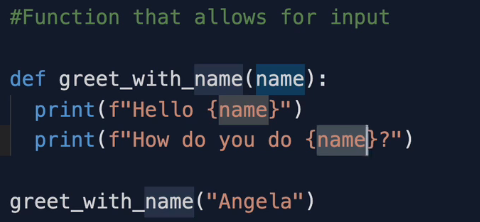 #Function that allows for input
def greet_with_name(name):
print(f"Hello {name}")
print(f"How do you do {name}?")
greet_with_name("Angela")